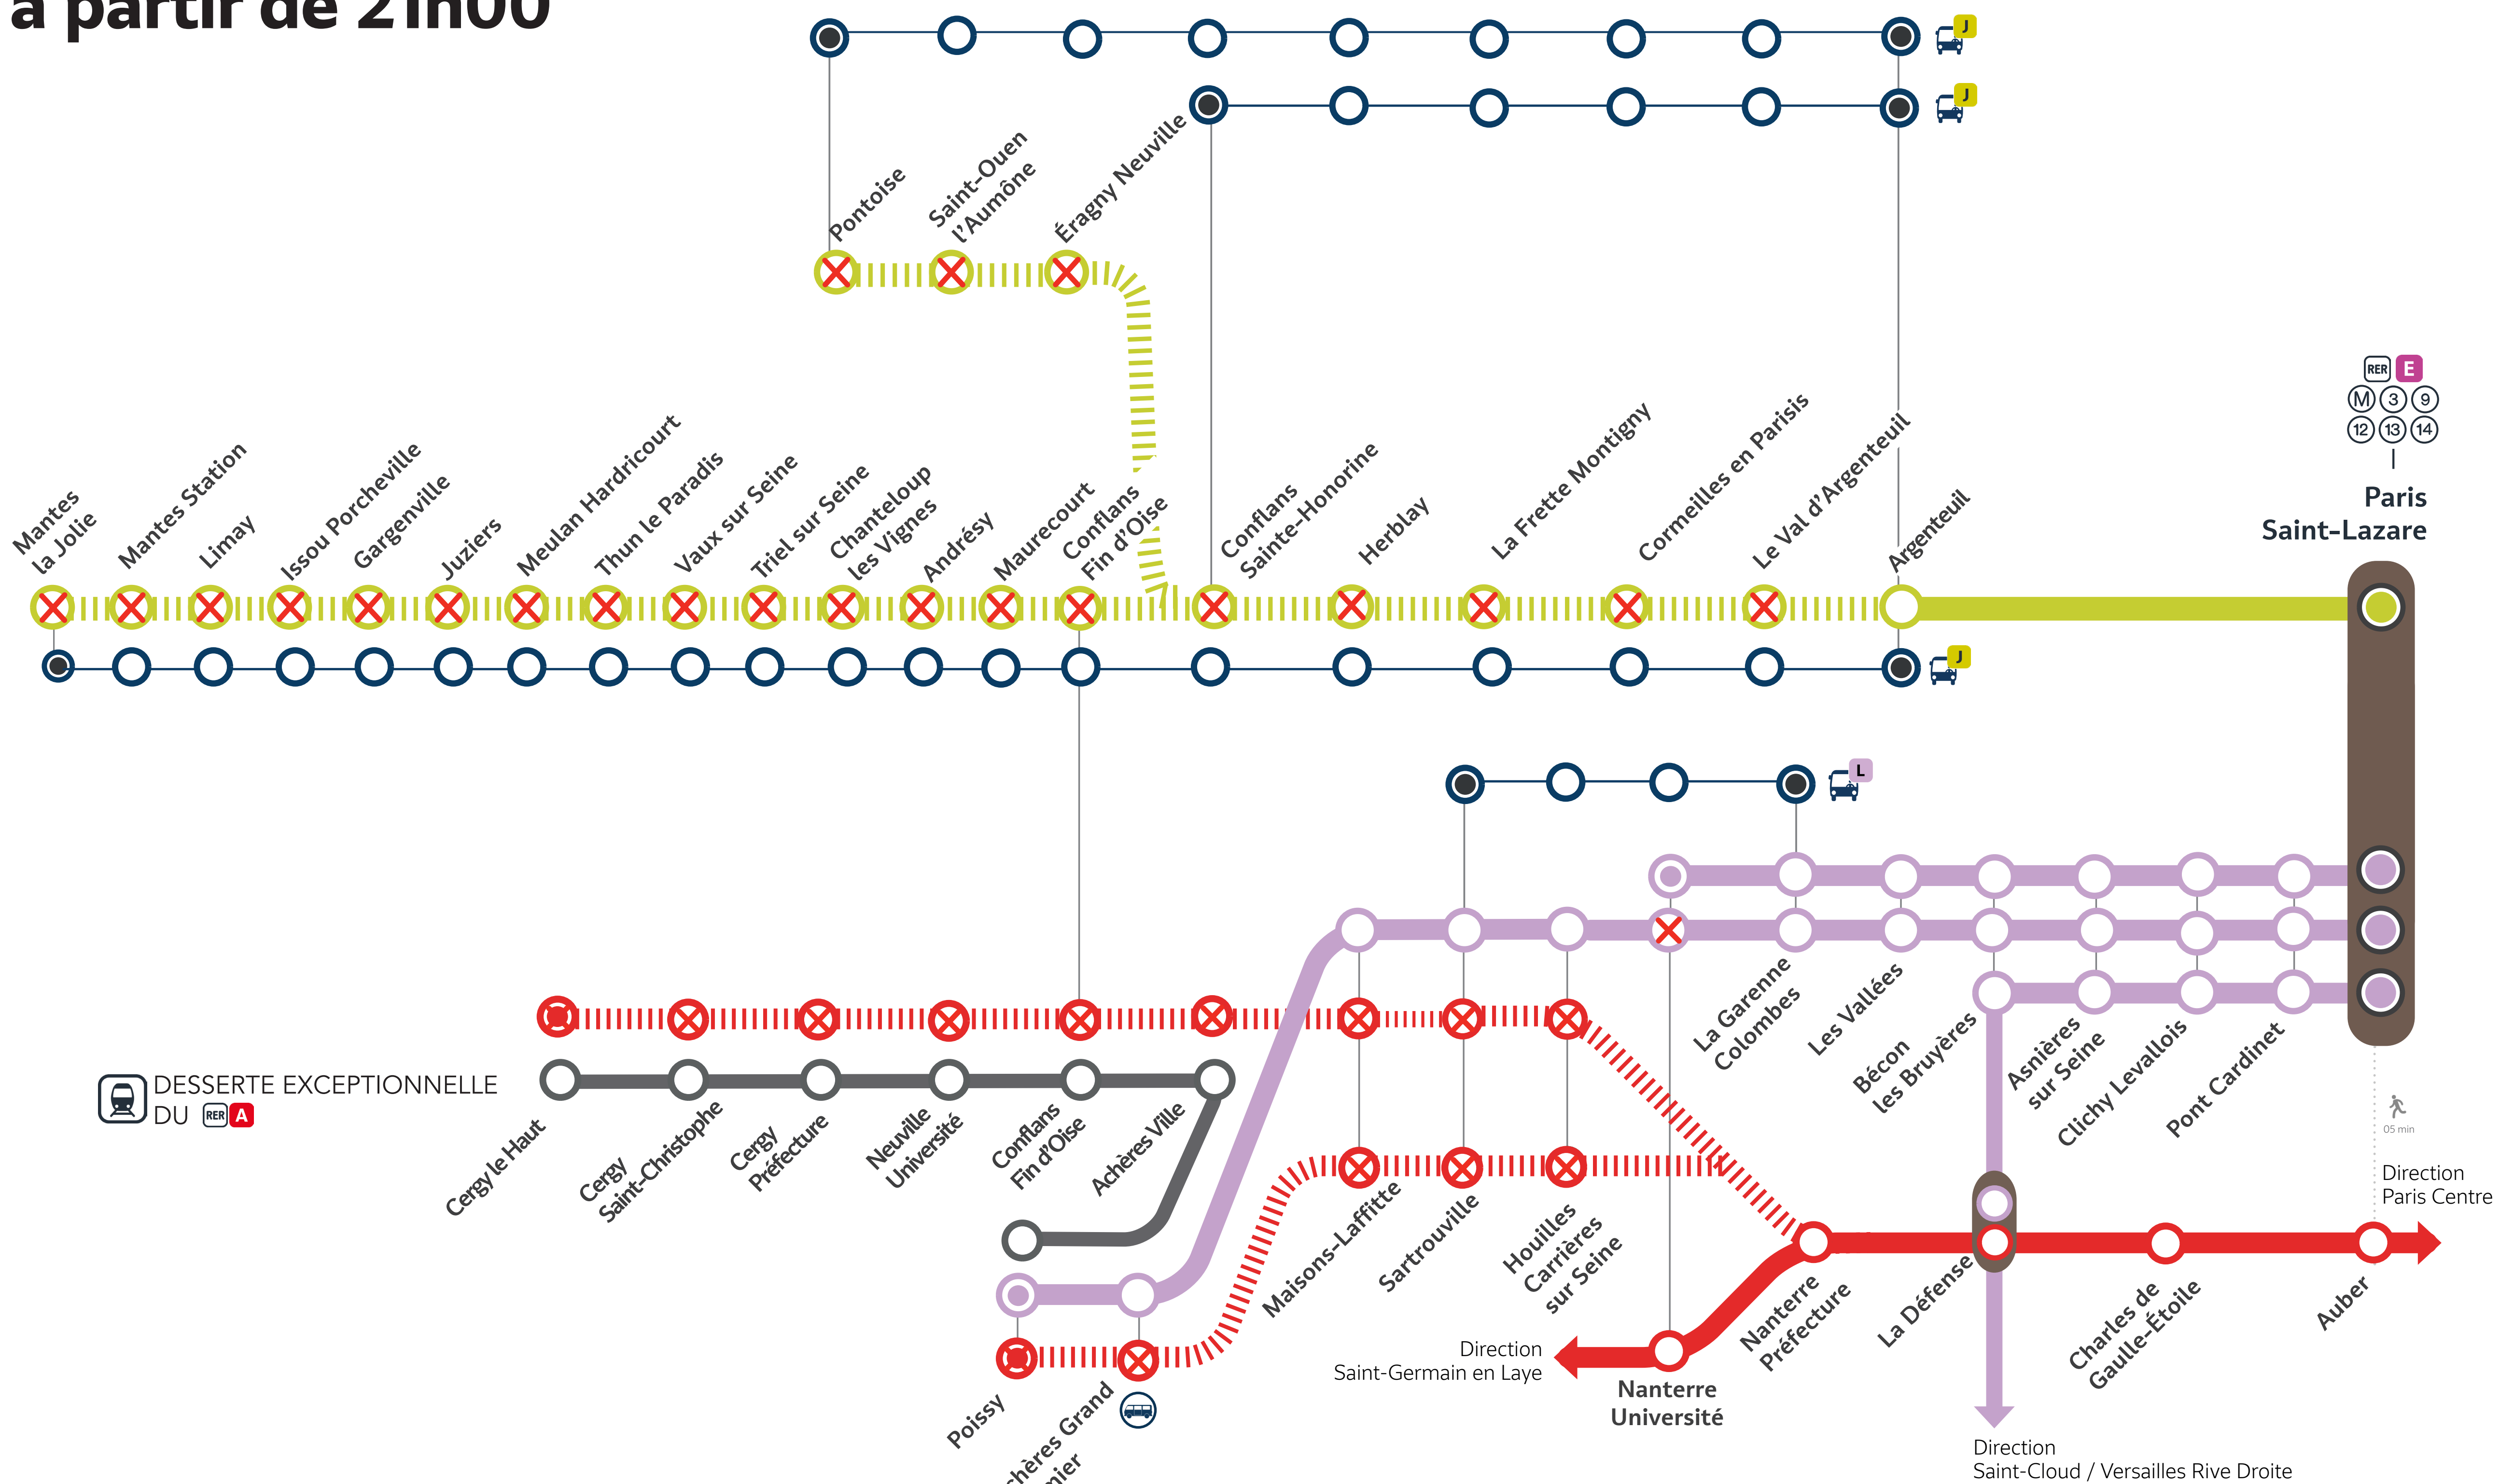 à partir de 21h00
J
J
Pontoise
Saint-Ouen
l'Aumône
Éragny Neuville
RER E
M 3 9
12 13 14
Paris
Saint-Lazare
Mantes
la Jolie
Mantes Station
Limay
Issou Porcheville
Gargenville
Juziers
Meulan Hardricourt
Thun le Paradis
Vaux sur Seine
Triel sur Seine
Chanteloup
les Vignes
Andrésy
Maurecourt
Conflans
Fin d'Oise
Conflans
Sainte-Honorine
Herblay
La Frette Montigny
Cormeilles en Parisis
Le Val d'Argenteuil
Argenteuil
J
L
La Garenne
Colombes
Les Vallées
Bécon
les Bruyères
Asnières
sur Seine
Clichy Levallois
Pont Cardinet
DESSERTE EXCEPTIONNELLE
DU RER A
05 min
Direction
Paris Centre
Cergy le Haut
Cergy
Saint-Christophe
Cergy
Préfecture
Neuville
Université
Conflans
Fin d'Oise
Achères Ville
Maisons-Laffitte
Sartrouville
Houilles
Carrières
sur Seine
Nanterre
Préfecture
La Défense
Charles de
Gaulle-Étoile
Auber
Direction
Saint-Germain en Laye
Nanterre
Université
Poissy
chères Grand
mier
Direction
Saint-Cloud / Versailles Rive Droite